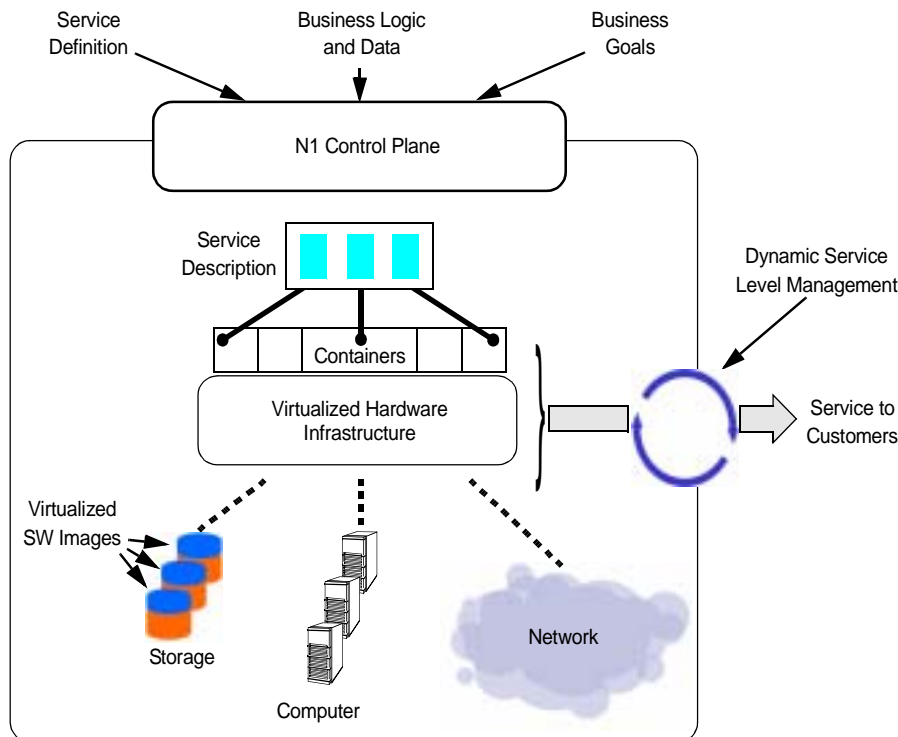 Service
Definition
Business Logic
and Data
Business
Goals
N1 Control Plane
Service
Description
Dynamic Service
Level Management
Containers
Virtualized Hardware
Infrastructure
Service to
Customers
Virtualized
SW Images
Storage
Computer
Network